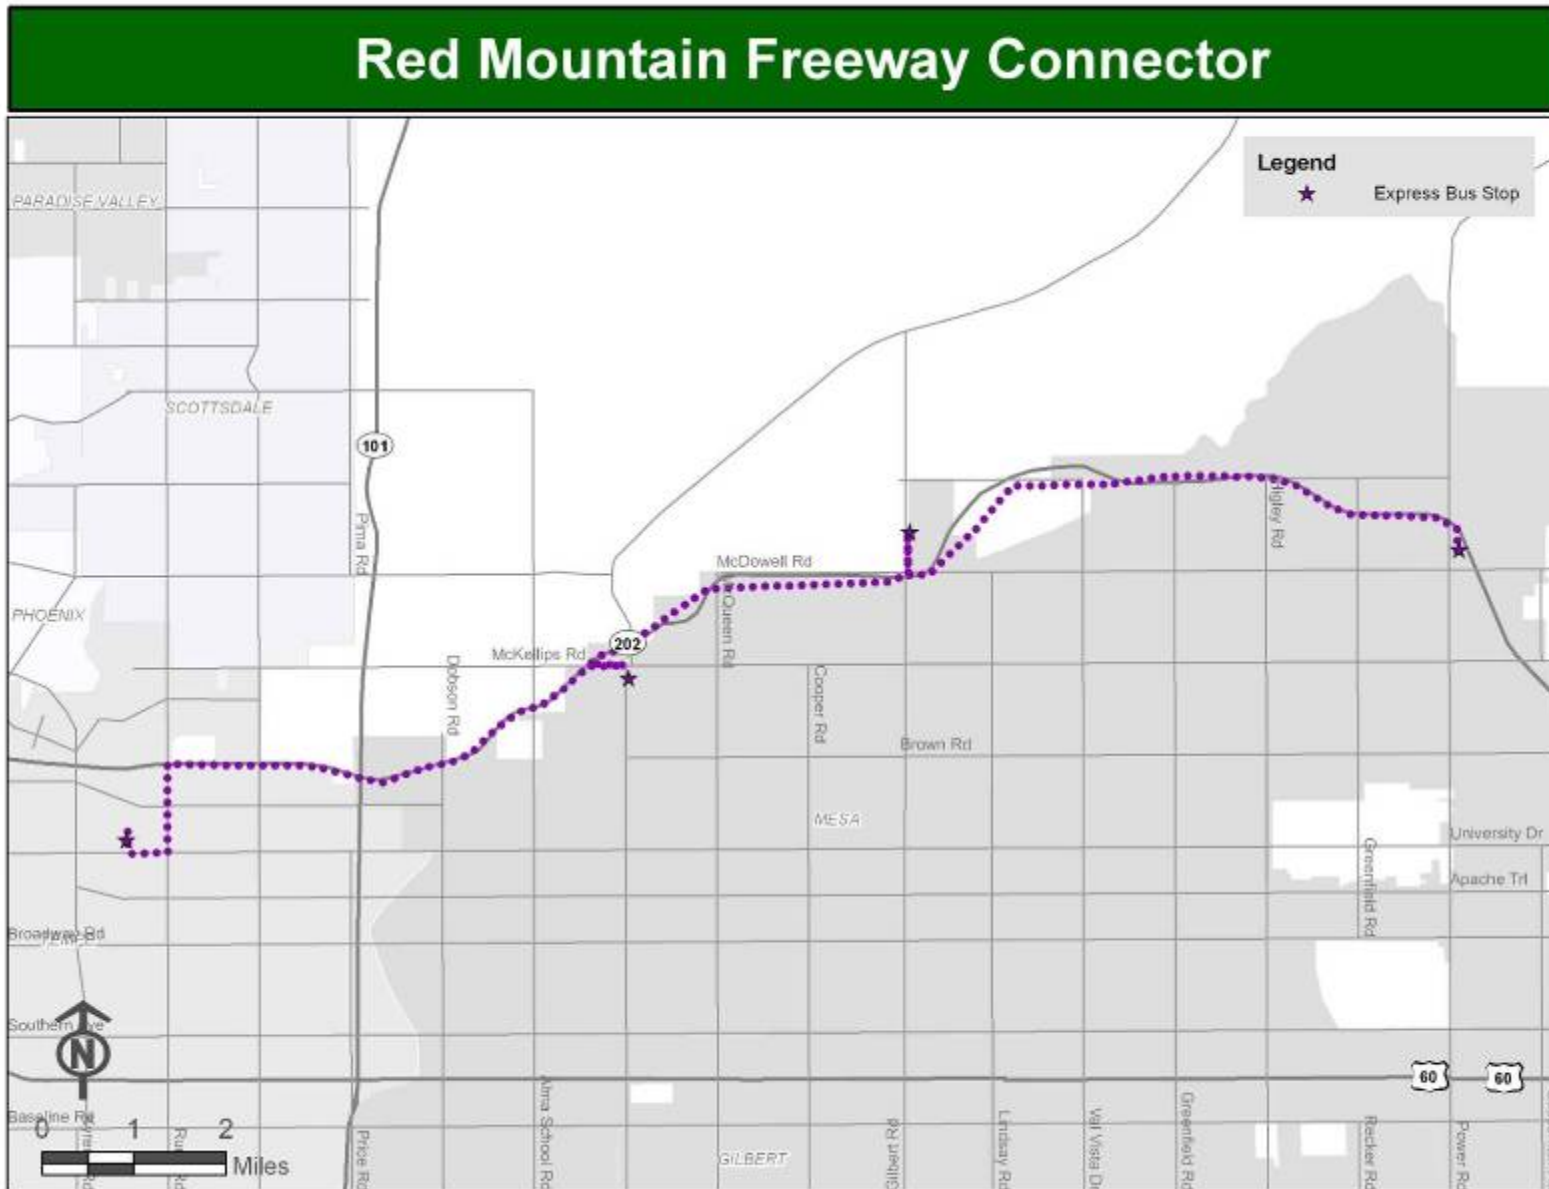 Red Mountain Freeway Connector
Legend
Express Bus Stop
PARADISE VALLEY
SCOTTSDALE
101
Pima Rd
Higley Rd
McDowell Rd
PHOENIX
202
McKellips Rd
Dobson Rd
Cooper Rd
Brown Rd
MESA
University Dr
Greenfield Rd
Apache Trl
Broadway Rd
Southern
N
60
60
Baseline Rd
0 1 2
Miles
Price Rd
Alma School Rd
GILBERT
Gilbert Rd
Lindsay Rd
Val Vista Dr
Greenfield Rd
Recker Rd
Power Rd